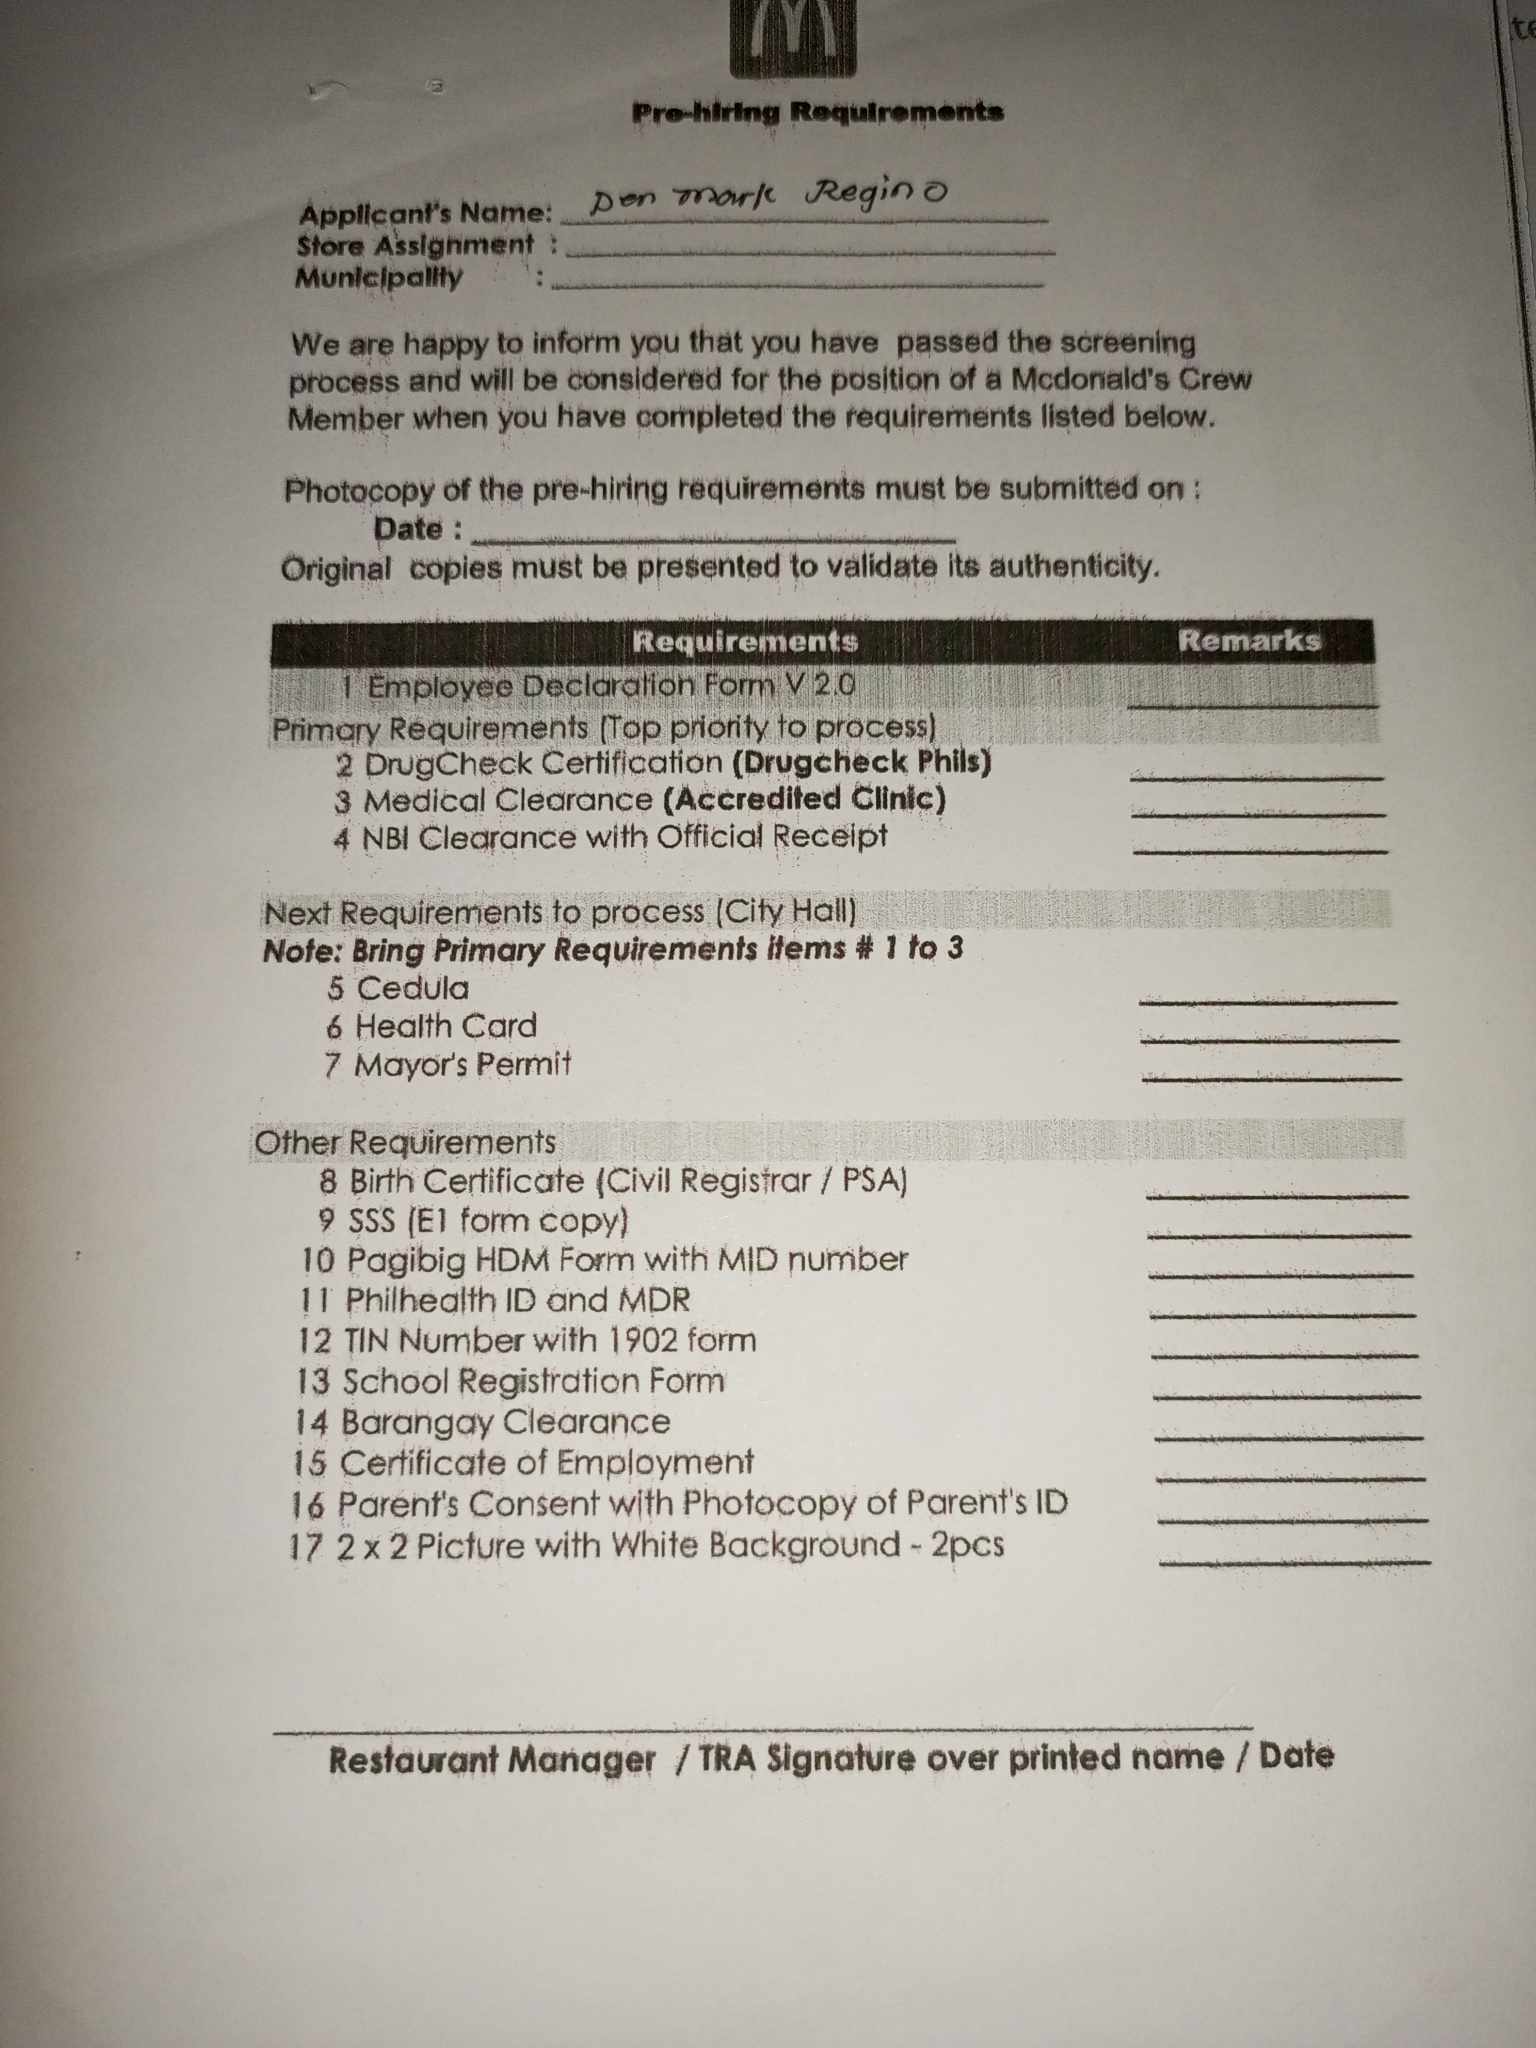 Pre-hiring Requirements
Applicant's Name: Den mark Regino
Store Assignment :
Municipality :
We are happy to inform you that you have passed the screening
process and will be considered for the position of a Mcdonald's Crew
Member when you have completed the requirements listed below.
Photocopy of the pre-hiring requirements must be submitted on :
Date :
Original copies must be presented to validate its authenticity.
Requirements Remarks
1 Employee Declaration Form V 2.0
Primary Requirements (Top priority to process)
2 DrugCheck Certification (Drugcheck Phils)
3 Medical Clearance (Accredited Clinic)
4 NBI Clearance with Official Receipt
Next Requirements to process (City Hall)
Note: Bring Primary Requirements items # 1 to 3
5 Cedula
6 Health Card
7 Mayor's Permit
Other Requirements
8 Birth Certificate (Civil Registrar / PSA)
9 SSS (E1 form copy)
10 Pagibig HDM Form with MID number
11 Philhealth ID and MDR
12 TIN Number with 1902 form
13 School Registration Form
14 Barangay Clearance
15 Certificate of Employment
16 Parent's Consent with Photocopy of Parent's ID
17 2 x 2 Picture with White Background - 2pcs
Restaurant Manager / TRA Signature over printed name / Date